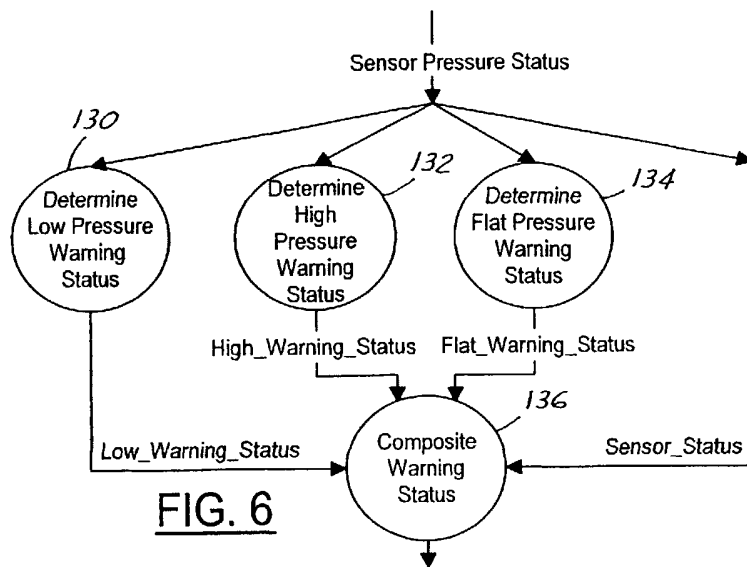 Sensor Pressure Status
130
132
134
Determine
Low Pressure
Warning
Status
Determine
High
Pressure
Warning
Status
Determine
Flat Pressure
Warning
Status
High_Warning_Status
Flat_Warning_Status
136
Composite
Warning
Status
Low_Warning_Status
Sensor_Status
FIG. 6